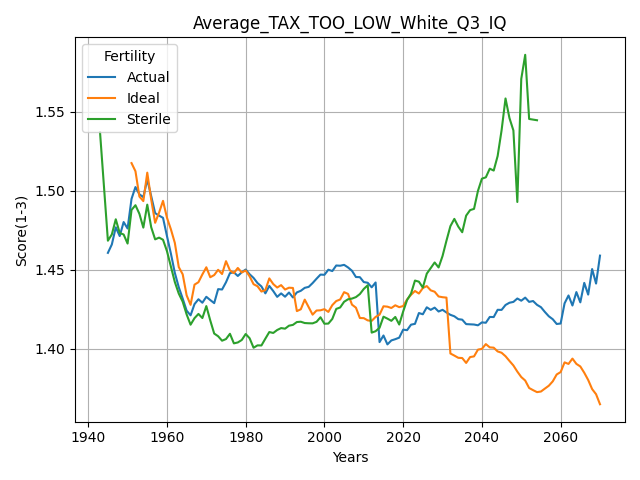 Average_TAX_TOO_LOW_White_Q3_IQ
Fertility
Actual
Ideal
Sterile
Score(1-3)
1.55
1.50
1.45
1.40
1940 1960 1980 2000 2020 2040 2060
Years